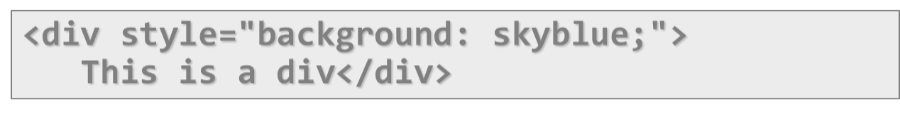 <div style="background: skyblue;">
This is a div</div>